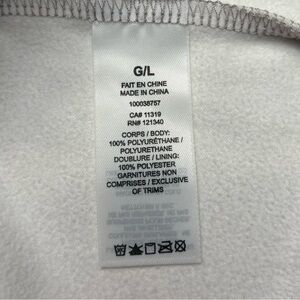 G/L
FAIT EN CHINE
MADE IN CHINA
100038757
CA# 11319
RN# 121340
CORPS / BODY:
100% POLYURÉTHANE /
POLYURETHANE
DOUBLURE / LINING:
100% POLYESTER
GARNITURES NON
COMPRISES / EXCLUSIVE
OF TRIMS